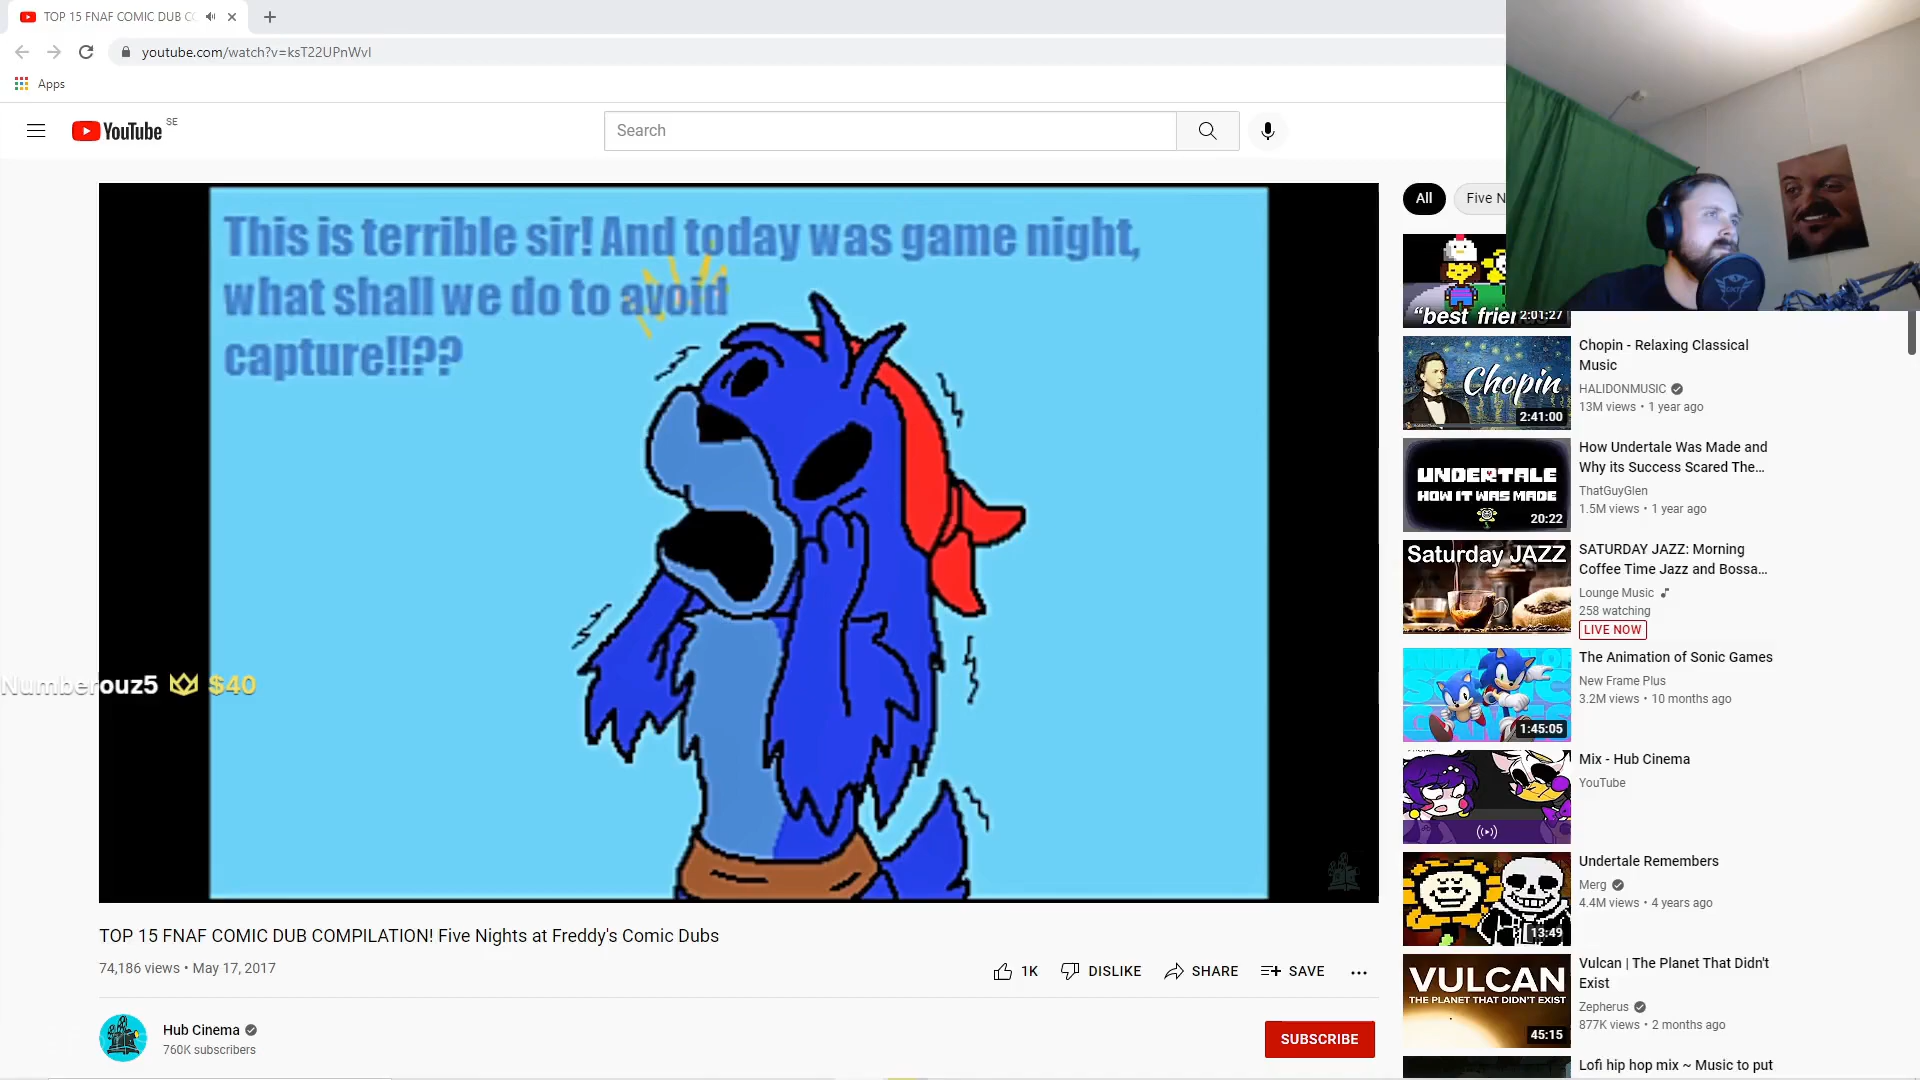 TOP 15 FNAF COMIC DUB CO
youtube.com/watch?v=ksT22UPnWvI
Apps
YouTube SE
Search
This is terrible sir! And today was game night,
what shall we do to avoid
capture!!??
Numberouz5 $40
TOP 15 FNAF COMIC DUB COMPILATION! Five Nights at Freddy's Comic Dubs
74,186 views • May 17, 2017
1K DISLIKE SHARE SAVE
Hub Cinema
760K subscribers
SUBSCRIBE
All Five N
2:01:27
Chopin
2:41:00
Chopin - Relaxing Classical
Music
HALIDONMUSIC
13M views • 1 year ago
UNDERTALE
HOW IT WAS MADE
20:22
How Undertale Was Made and
Why its Success Scared The...
ThatGuyGlen
1.5M views • 1 year ago
Saturday JAZZ
SATURDAY JAZZ: Morning
Coffee Time Jazz and Bossa...
Lounge Music
258 watching
LIVE NOW
1:45:05
The Animation of Sonic Games
New Frame Plus
3.2M views • 10 months ago
Mix - Hub Cinema
YouTube
13:49
Undertale Remembers
Merg
4.4M views • 4 years ago
VULCAN
THE PLANET THAT DIDN'T EXIST
45:15
Vulcan | The Planet That Didn't
Exist
Zepherus
877K views • 2 months ago
Lofi hip hop mix ~ Music to put